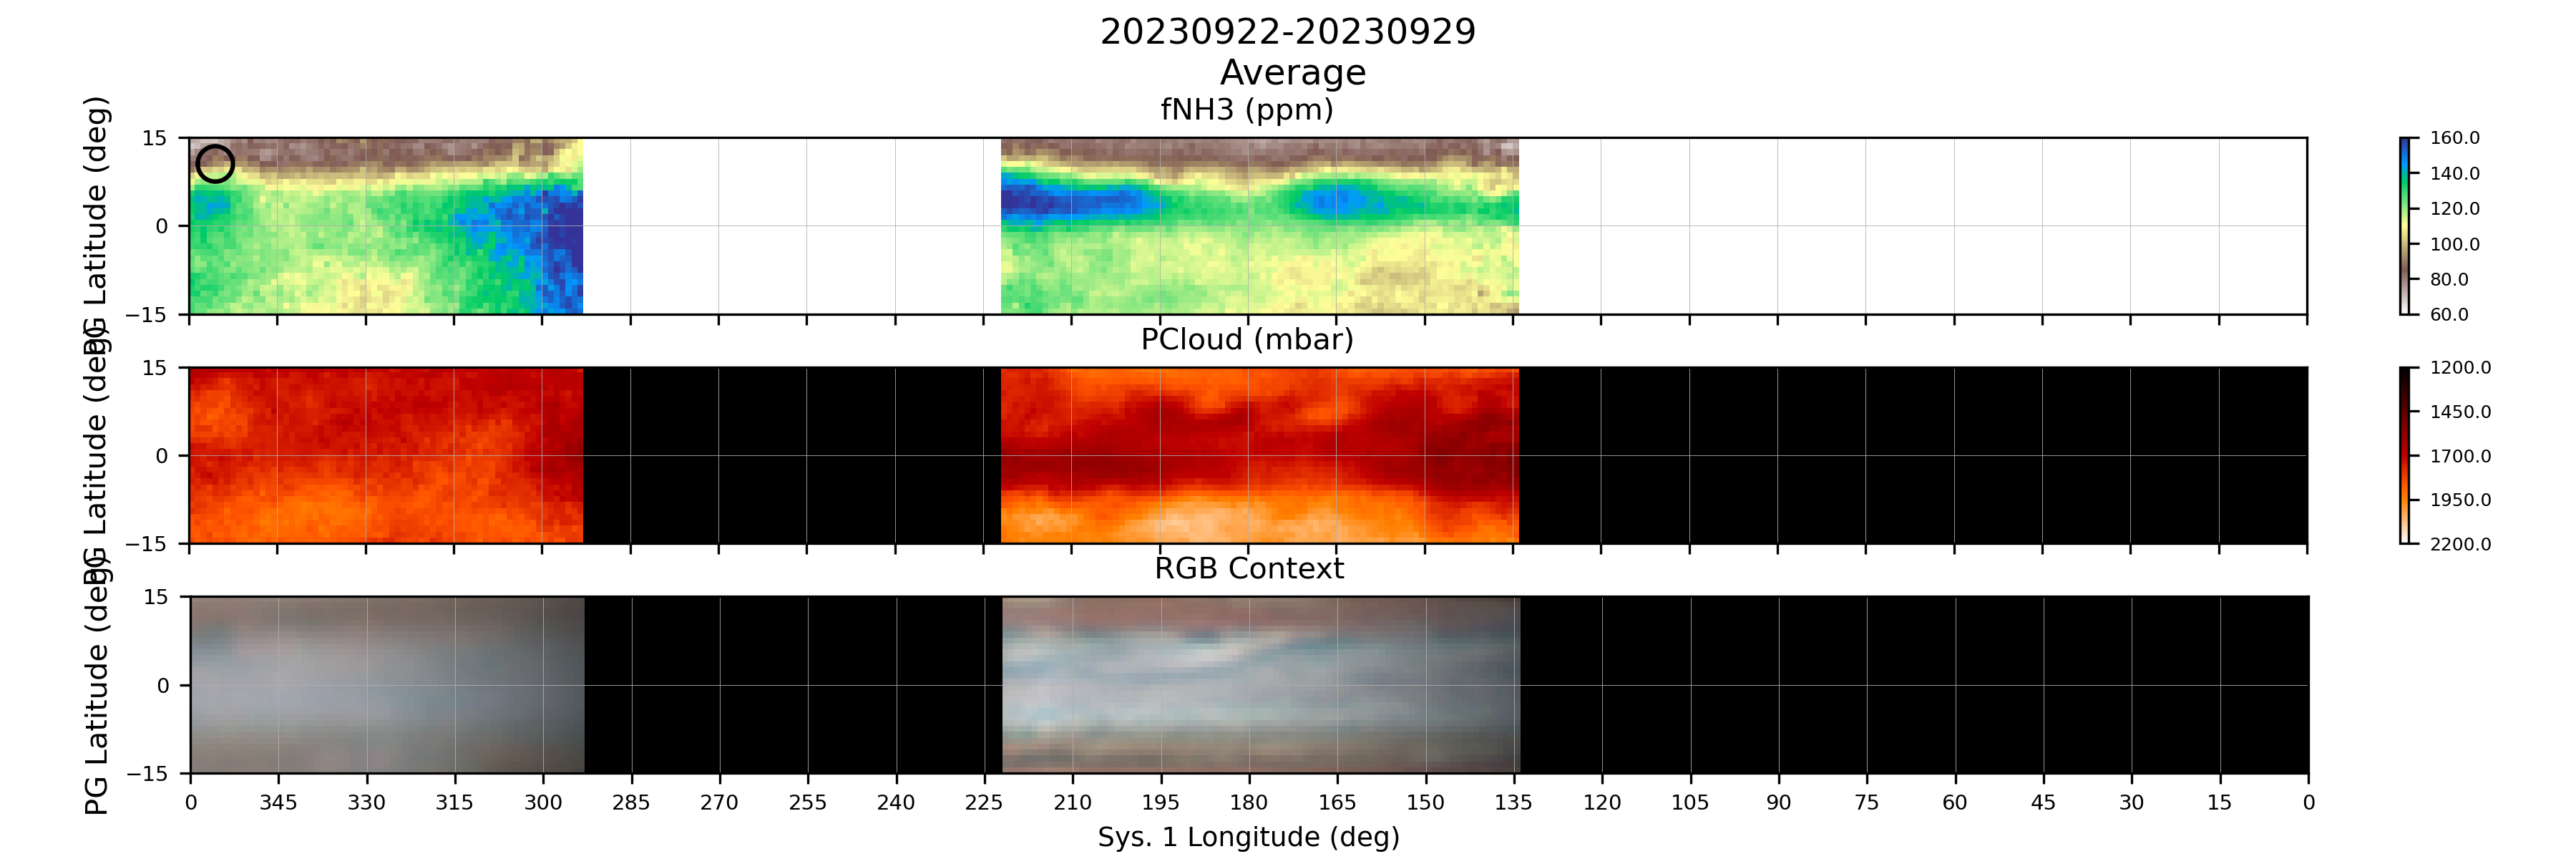 20230922-20230929
Average
fNH3 (ppm)
PG Latitude (deg)
15
0
−15
160.0
140.0
120.0
100.0
80.0
60.0
PCloud (mbar)
PG Latitude (deg)
15
0
−15
1200.0
1450.0
1700.0
1950.0
2200.0
RGB Context
PG Latitude (deg)
15
0
−15
0 345 330 315 300 285 270 255 240 225 210 195 180 165 150 135 120 105 90 75 60 45 30 15 0
Sys. 1 Longitude (deg)